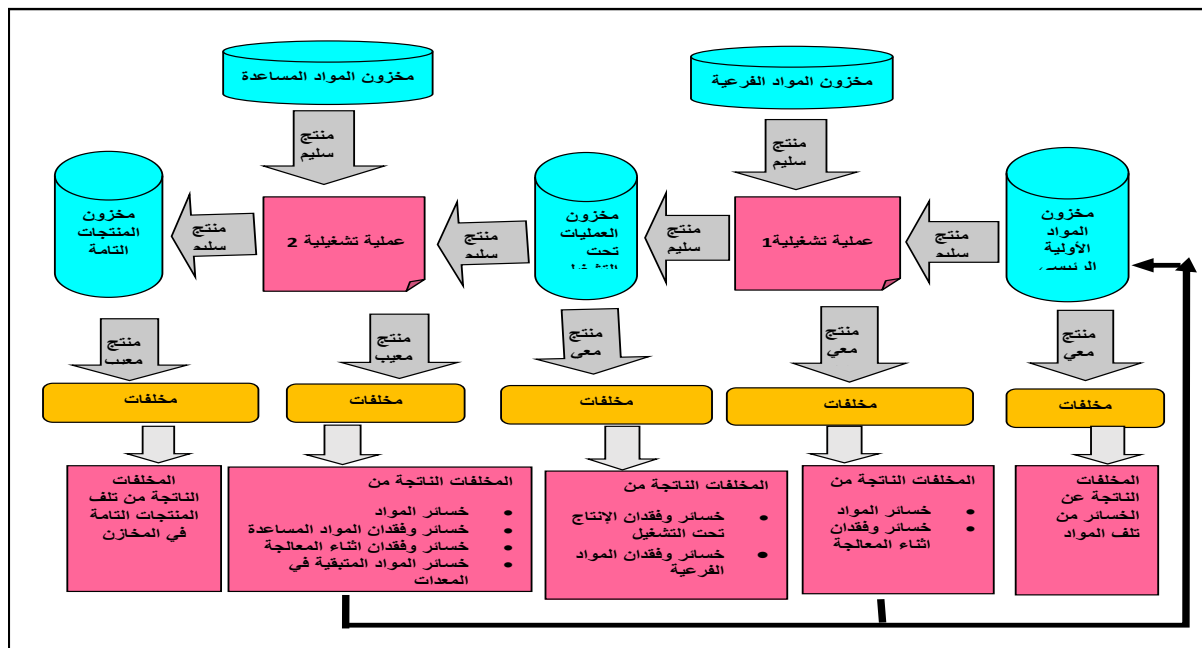 مخزون المواد المساعدة
مخزون المواد الفرعية
منتج
سليم
منتج
سليم
مخزون
المواد
الأولية
الرئيسي
منتج
سليم
عملية تشغيلية1
منتج
سليم
مخزون
العمليات
تحت
منتج
سليم
عملية تشغيلية 2
منتج
سليم
مخزون
المنتجات
التامة
منتج
معي
منتج
معي
منتج
معي
منتج
معيب
منتج
معيب
مخلفات
مخلفات
مخلفات
مخلفات
مخلفات
المخلفات
الناتجة عن
الخسائر من
تلف المواد
المخلفات الناتجة من
• خسائر المواد
• خسائر وفقدان
اثناء المعالجة
المخلفات الناتجة من
• خسائر وفقدان الإنتاج
تحت التشغيل
• خسائر وفقدان المواد
الفرعية
المخلفات الناتجة من
• خسائر المواد
• خسائر وفقدان المواد المساعدة
• خسائر وفقدان اثناء المعالجة
• خسائر المواد المتبقية في
المعدات
المخلفات
الناتجة من تلف
المنتجات التامة
في المخازن